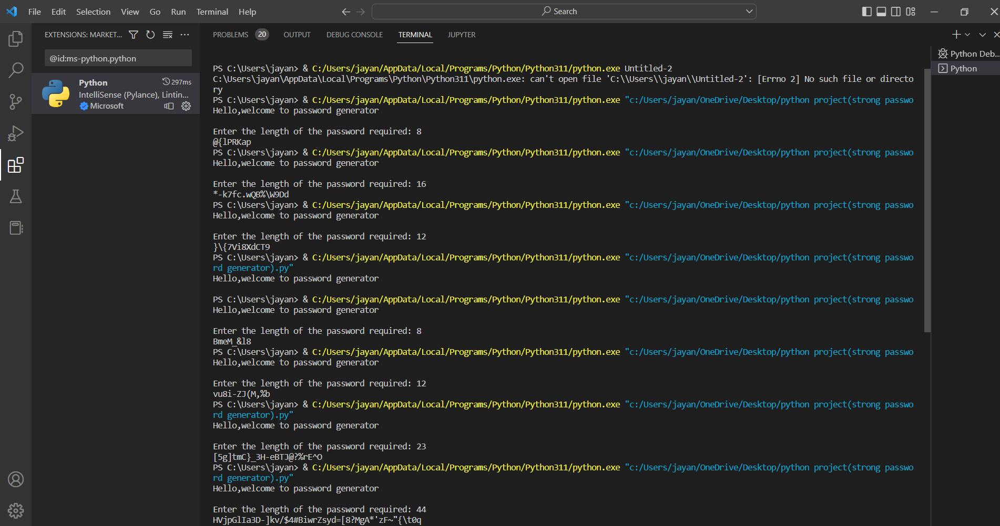 File Edit Selection View Go Run Terminal Help
Search
EXTENSIONS: MARKET...
@id:ms-python.python
Python 297ms
IntelliSense (Pylance), Lintin...
Microsoft
PROBLEMS 20 OUTPUT DEBUG CONSOLE TERMINAL JUPYTER
PS C:\Users\jayan> & C:/Users/jayan/AppData/Local/Programs/Python/Python311/python.exe Untitled-2
C:\Users\jayan\AppData\Local\Programs\Python\Python311\python.exe: can't open file 'C:\\Users\\jayan\\Untitled-2': [Errno 2] No such file or directo
ry
PS C:\Users\jayan> & C:/Users/jayan/AppData/Local/Programs/Python/Python311/python.exe "c:/Users/jayan/OneDrive/Desktop/python project(strong passwo
Hello,welcome to password generator
Enter the length of the password required: 8
@{lPRKap
PS C:\Users\jayan> & C:/Users/jayan/AppData/Local/Programs/Python/Python311/python.exe "c:/Users/jayan/OneDrive/Desktop/python project(strong passwo
Hello,welcome to password generator
Enter the length of the password required: 16
*-k7fc.wQB%\W9Dd
PS C:\Users\jayan> & C:/Users/jayan/AppData/Local/Programs/Python/Python311/python.exe "c:/Users/jayan/OneDrive/Desktop/python project(strong passwo
Hello,welcome to password generator
Enter the length of the password required: 12
}\{7Vi8XdCT9
PS C:\Users\jayan> & C:/Users/jayan/AppData/Local/Programs/Python/Python311/python.exe "c:/Users/jayan/OneDrive/Desktop/python project(strong passwo
rd generator).py"
Hello,welcome to password generator
PS C:\Users\jayan> & C:/Users/jayan/AppData/Local/Programs/Python/Python311/python.exe "c:/Users/jayan/OneDrive/Desktop/python project(strong passwo
Hello,welcome to password generator
Enter the length of the password required: 8
BmeM_&l8
PS C:\Users\jayan> & C:/Users/jayan/AppData/Local/Programs/Python/Python311/python.exe "c:/Users/jayan/OneDrive/Desktop/python project(strong passwo
Hello,welcome to password generator
Enter the length of the password required: 12
vu8i-ZJ(M,%b
PS C:\Users\jayan> & C:/Users/jayan/AppData/Local/Programs/Python/Python311/python.exe "c:/Users/jayan/OneDrive/Desktop/python project(strong passwo
rd generator).py"
Hello,welcome to password generator
Enter the length of the password required: 23
[5g]tmC}_3H-eBTJ@?%rE^O
PS C:\Users\jayan> & C:/Users/jayan/AppData/Local/Programs/Python/Python311/python.exe "c:/Users/jayan/OneDrive/Desktop/python project(strong passwo
rd generator).py"
Hello,welcome to password generator
Enter the length of the password required: 44
HVjpGlIa3D-]kv/$4#BiwrZsyd=[8?MgA*'zF~"{\t0q
Python Deb...
Python